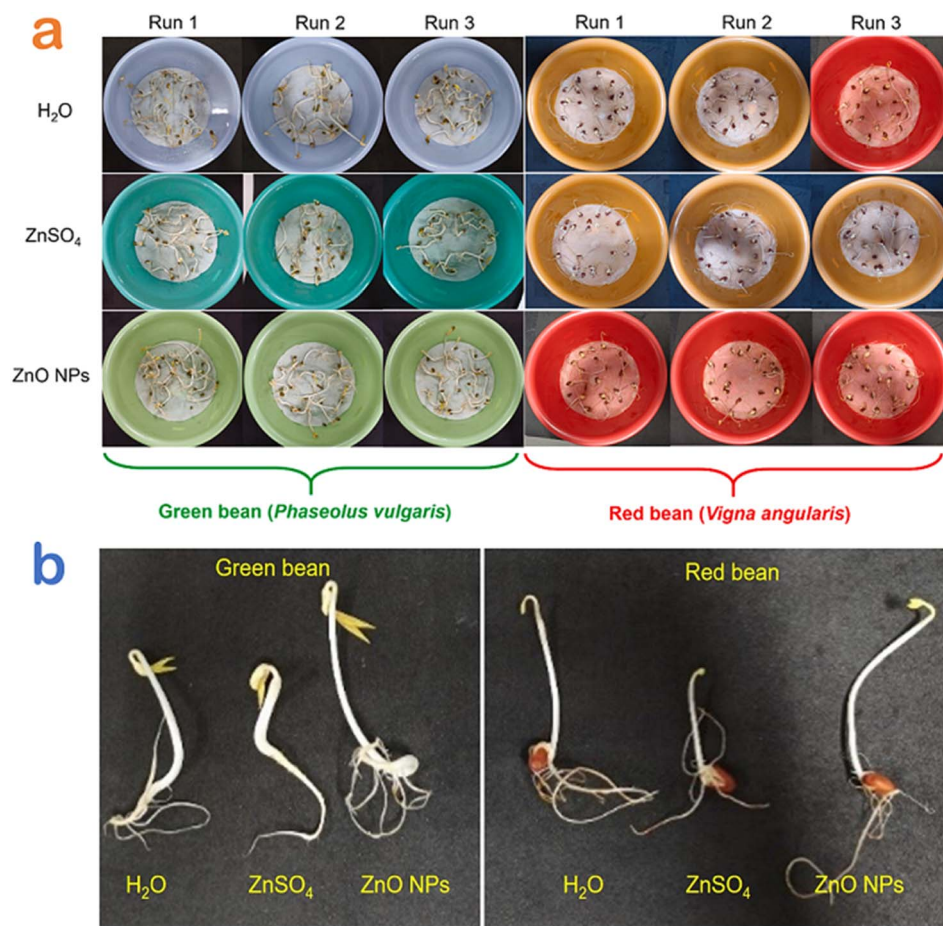 a
Run 1 Run 2 Run 3 Run 1 Run 2 Run 3
H₂O
ZnSO₄
ZnO NPs
Green bean (Phaseolus vulgaris) Red bean (Vigna angularis)
b
Green bean Red bean
H₂O ZnSO₄ ZnO NPs H₂O ZnSO₄ ZnO NPs